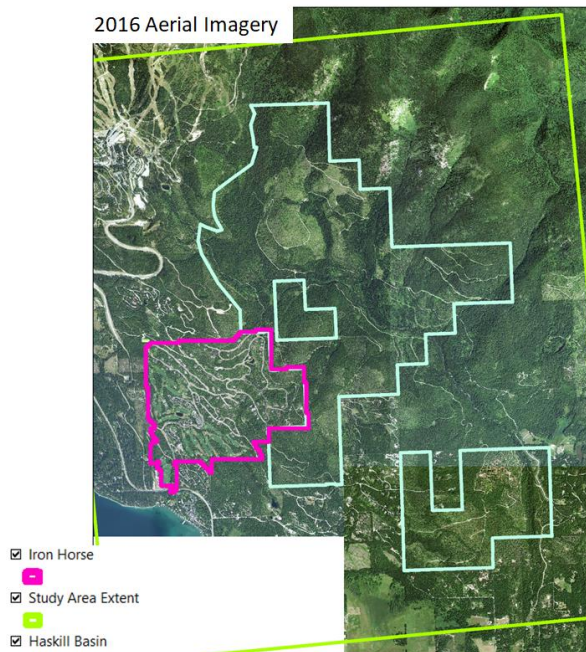 2016 Aerial Imagery
Iron Horse
Study Area Extent
Haskill Basin